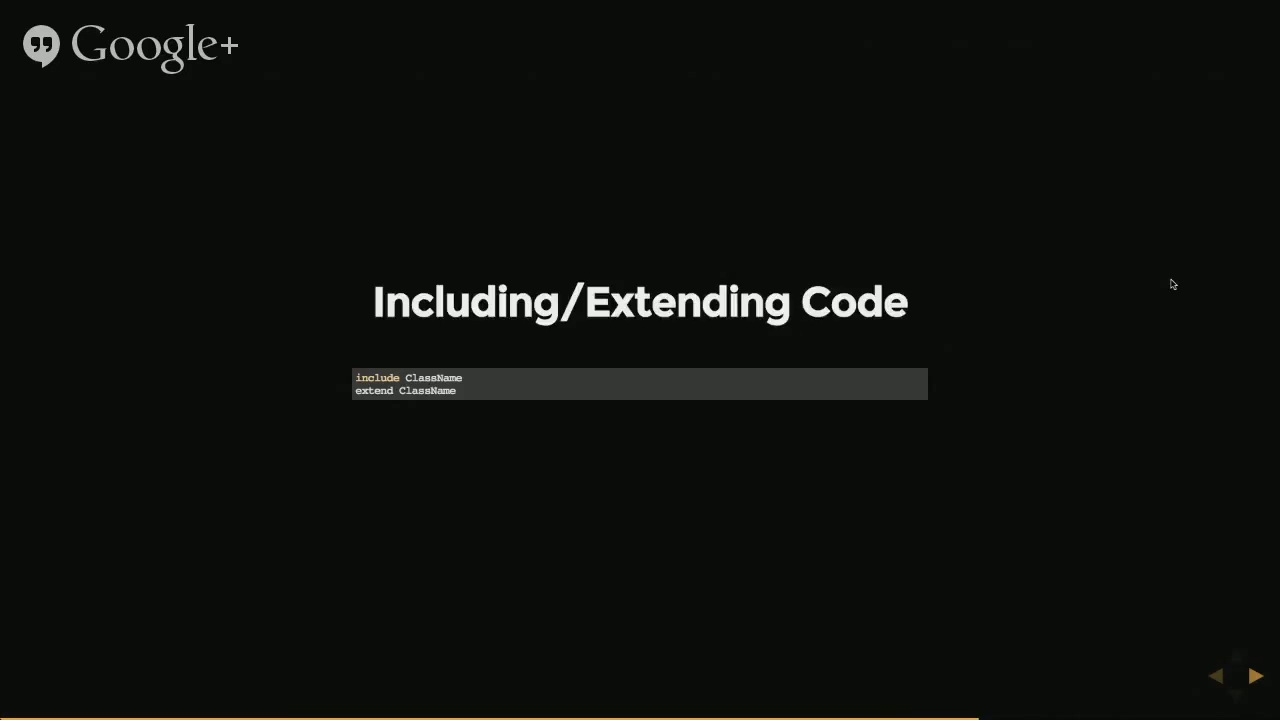 Google+
Including/Extending Code
include ClassName
extend ClassName